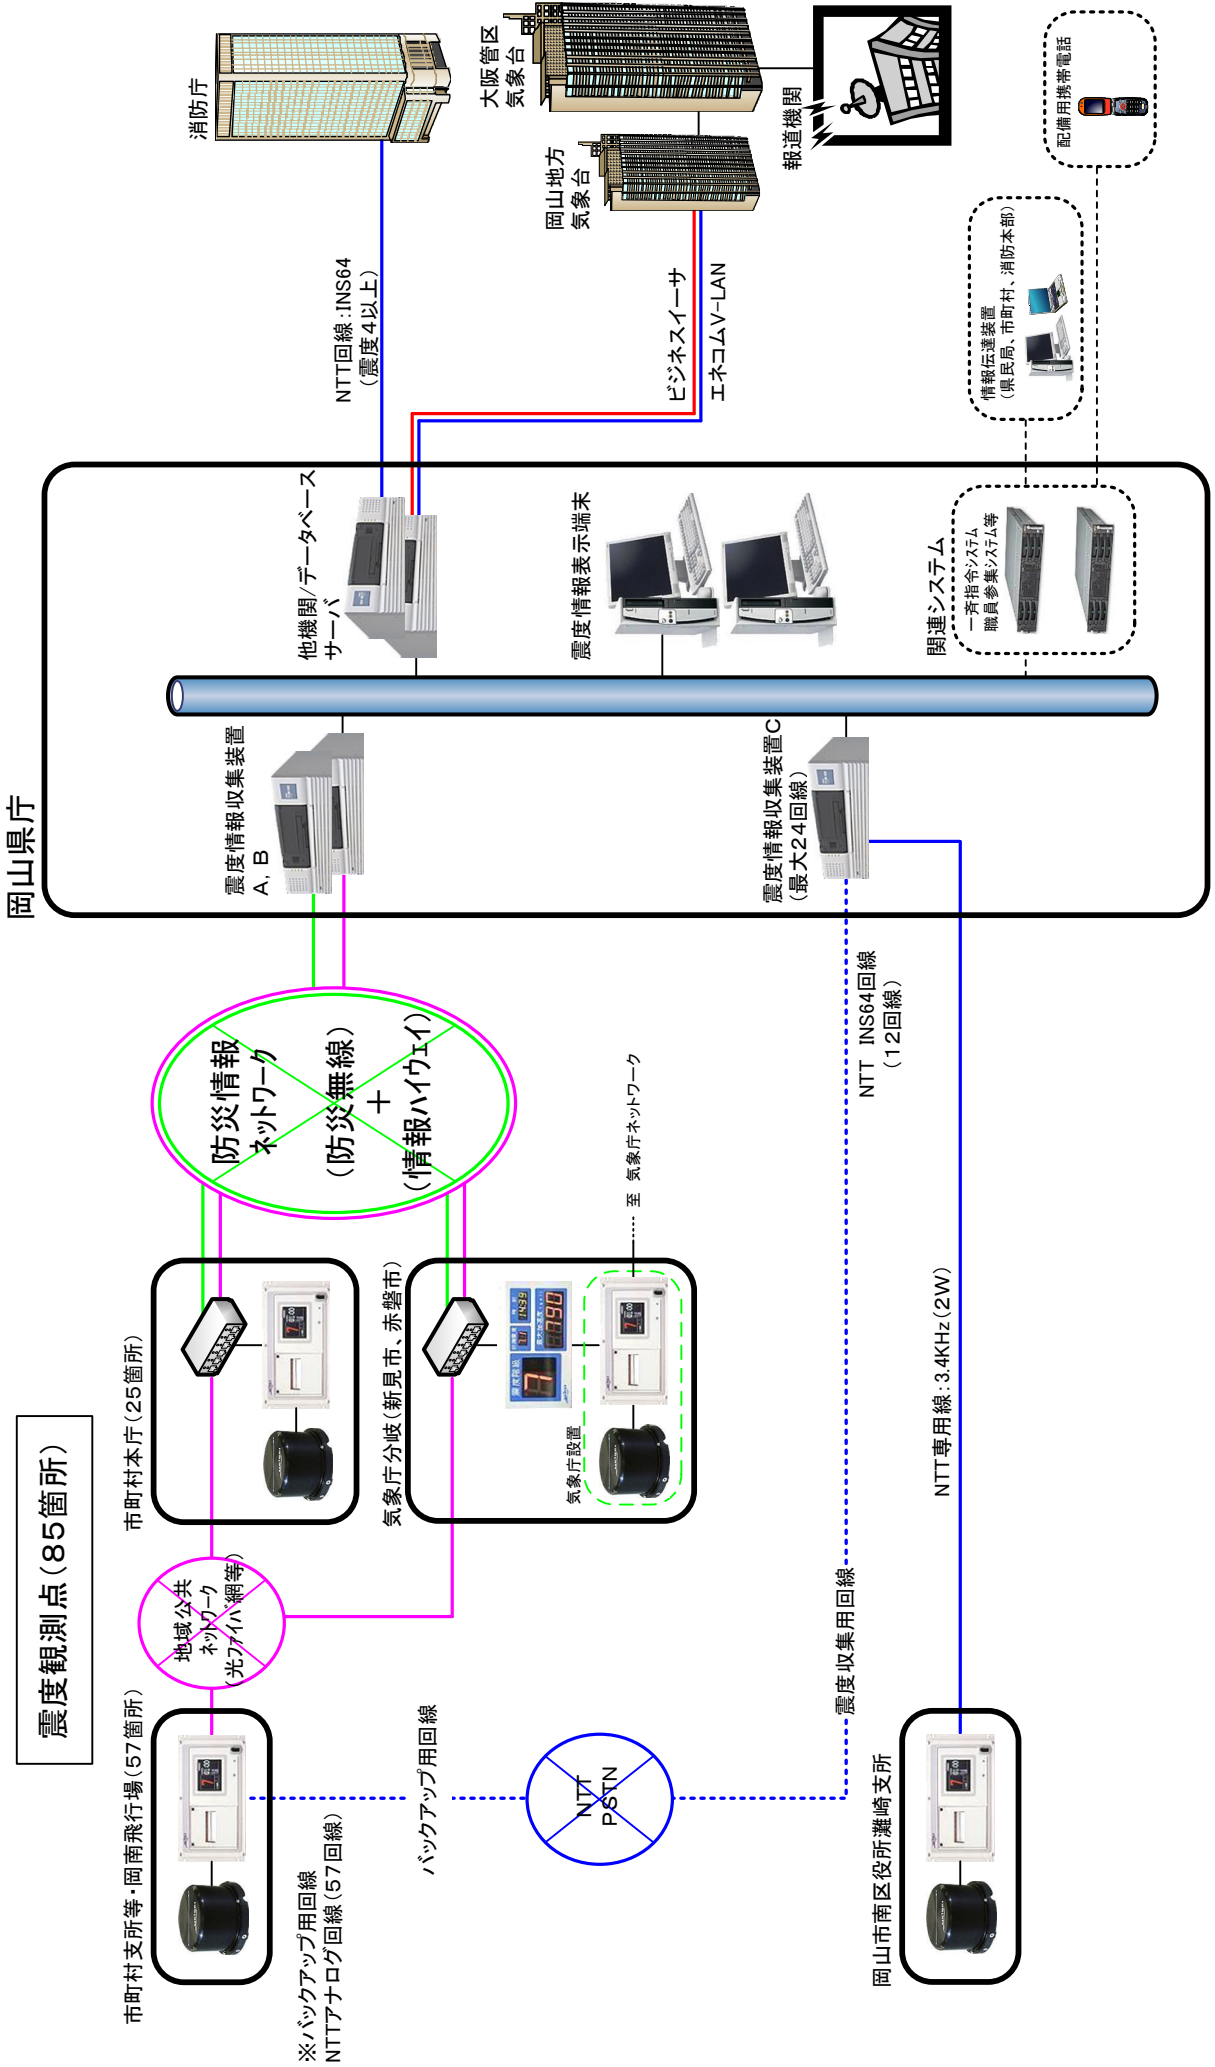 震度観測点(85箇所)
岡山県庁
市町村支所等・岡南飛行場(57箇所)
※バックアップ用回線
NTTアナログ回線(57回線)
地域公共
ネットワーク
(光ファイバ網等)
市町村本庁(25箇所)
気象庁分岐(新見市、赤磐市)
気象庁設置
至 気象庁ネットワーク
防災情報
ネットワーク
(防災無線)
+
(情報ハイウェイ)
バックアップ用回線
NTT
PSTN
震度収集用回線
NTT INS64回線
(12回線)
岡山市南区役所灘崎支所
NTT専用線:3.4KHz(2W)
震度情報収集装置
A, B
震度情報収集装置C
(最大24回線)
他機関/データベース
サーバ
震度情報表示端末
関連システム
一斉指令システム
職員参集システム等
NTT回線:INS64
(震度4以上)
ビジネスイーサ
エネコムV-LAN
消防庁
大阪管区
気象台
岡山地方
気象台
報道機関
情報伝達装置
(県民局、市町村、消防本部)
配備用携帯電話